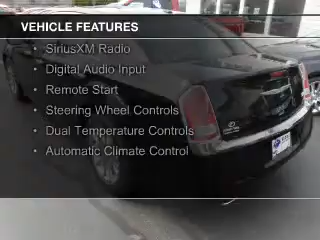 VEHICLE FEATURES
• SiriusXM Radio
• Digital Audio Input
• Remote Start
• Steering Wheel Controls
• Dual Temperature Controls
• Automatic Climate Control